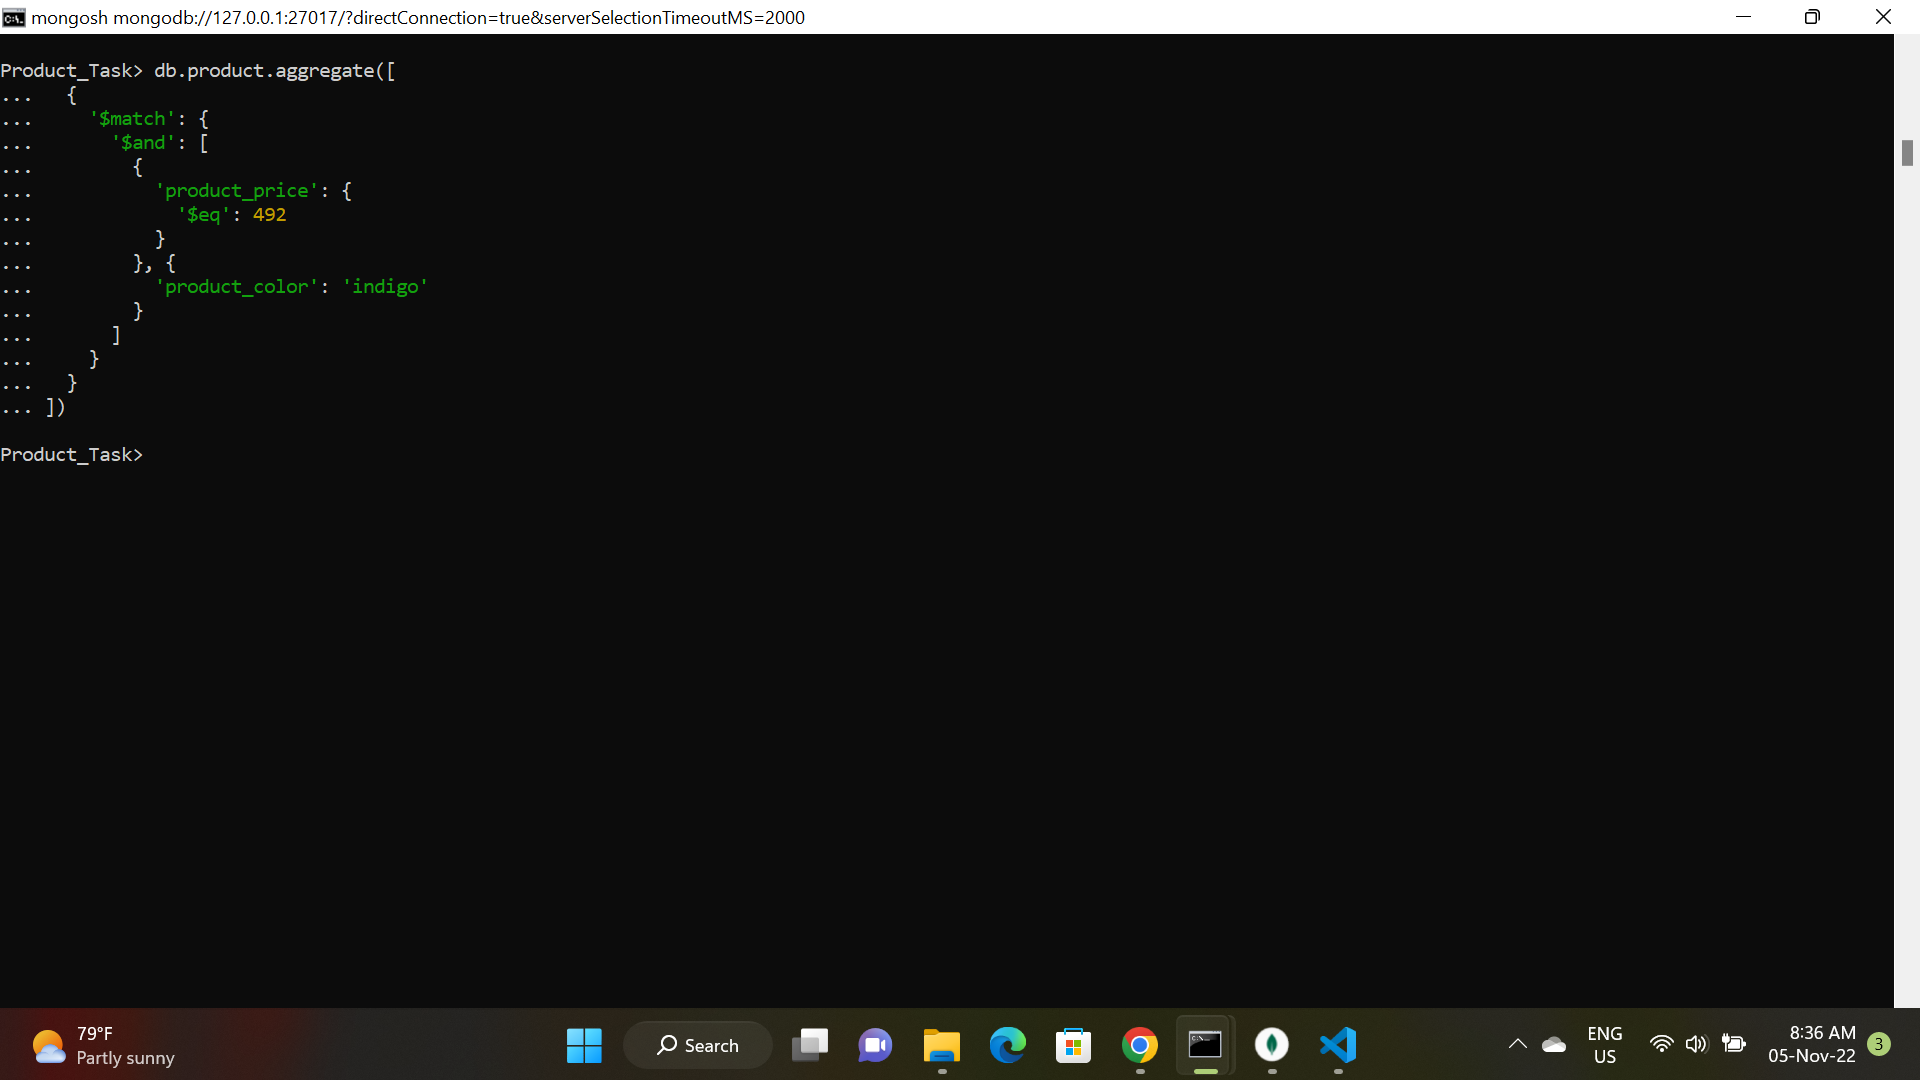 mongosh mongodb://127.0.0.1:27017/?directConnection=true&serverSelectionTimeoutMS=2000
Product_Task> db.product.aggregate([
...   {
...     '$match': {
...       '$and': [
...         {
...           'product_price': {
...             '$eq': 492
...           }
...         }, {
...           'product_color': 'indigo'
...         }
...       ]
...     }
...   }
... ])
Product_Task>
79°F
Partly sunny
Search
ENG
US
8:36 AM
05-Nov-22
3